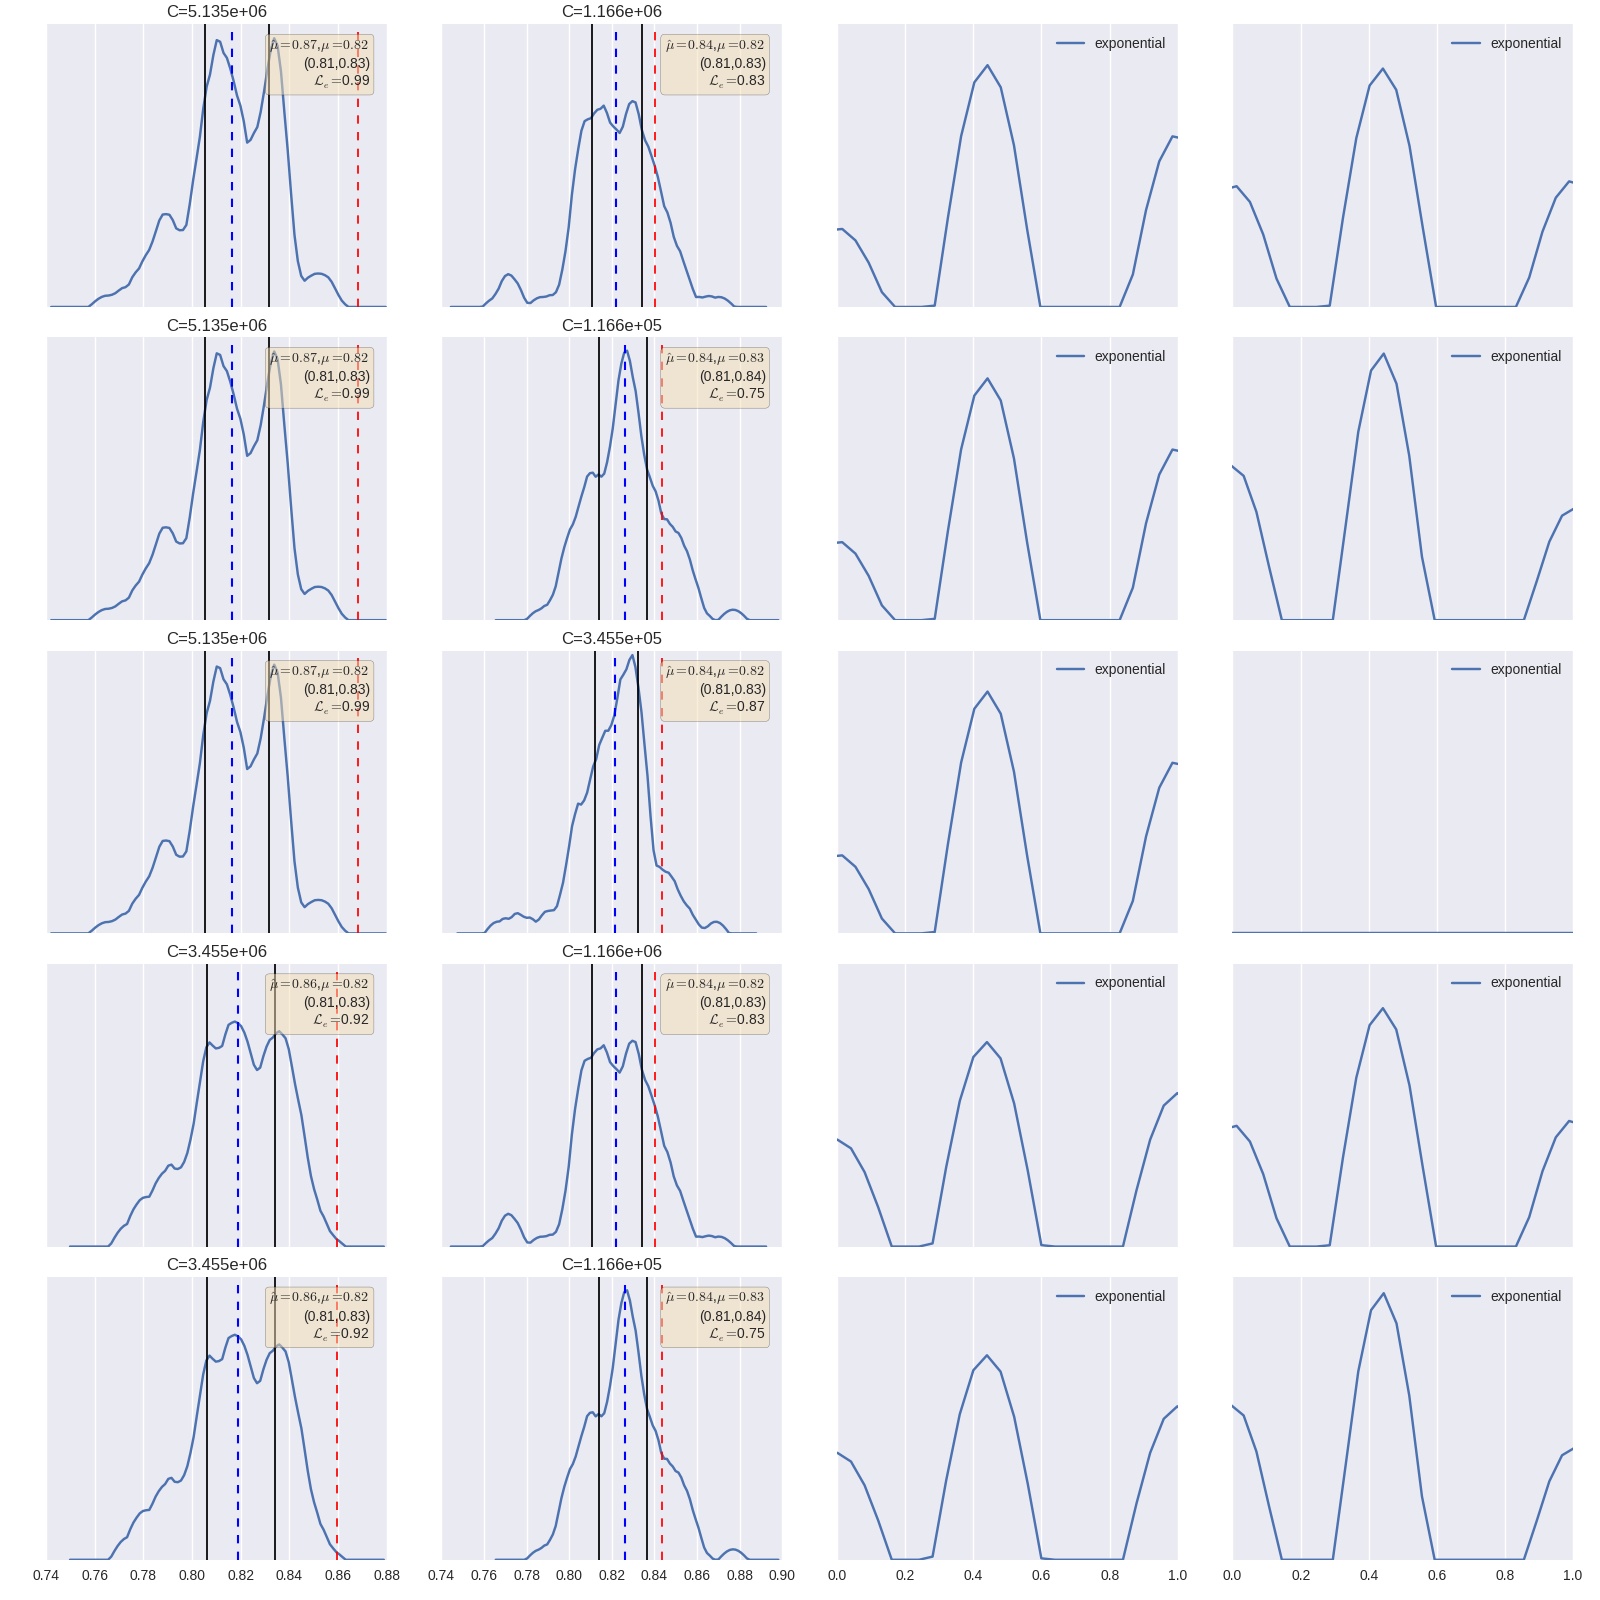 C=5.135e+06
C=1.166e+06
μ̂=0.87,μ=0.82
(0.81,0.83)
ℒₑ=0.99
μ̂=0.84,μ=0.82
(0.81,0.83)
ℒₑ=0.83
exponential
exponential
C=5.135e+06
C=1.166e+05
μ̂=0.87,μ=0.82
(0.81,0.83)
ℒₑ=0.99
μ̂=0.84,μ=0.83
(0.81,0.84)
ℒₑ=0.75
exponential
exponential
C=5.135e+06
C=3.455e+05
μ̂=0.87,μ=0.82
(0.81,0.83)
ℒₑ=0.99
μ̂=0.84,μ=0.82
(0.81,0.83)
ℒₑ=0.87
exponential
exponential
C=3.455e+06
C=1.166e+06
μ̂=0.86,μ=0.82
(0.81,0.83)
ℒₑ=0.92
μ̂=0.84,μ=0.82
(0.81,0.83)
ℒₑ=0.83
exponential
exponential
C=3.455e+06
C=1.166e+05
μ̂=0.86,μ=0.82
(0.81,0.83)
ℒₑ=0.92
μ̂=0.84,μ=0.83
(0.81,0.84)
ℒₑ=0.75
exponential
exponential
0.74 0.76 0.78 0.80 0.82 0.84 0.86 0.88
0.74 0.76 0.78 0.80 0.82 0.84 0.86 0.88 0.90
0.0 0.2 0.4 0.6 0.8 1.0
0.0 0.2 0.4 0.6 0.8 1.0